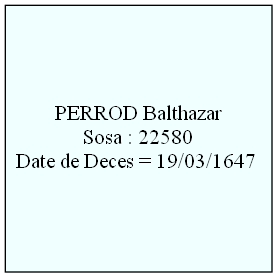 PERROD Balthazar
Sosa : 22580
Date de Deces = 19/03/1647